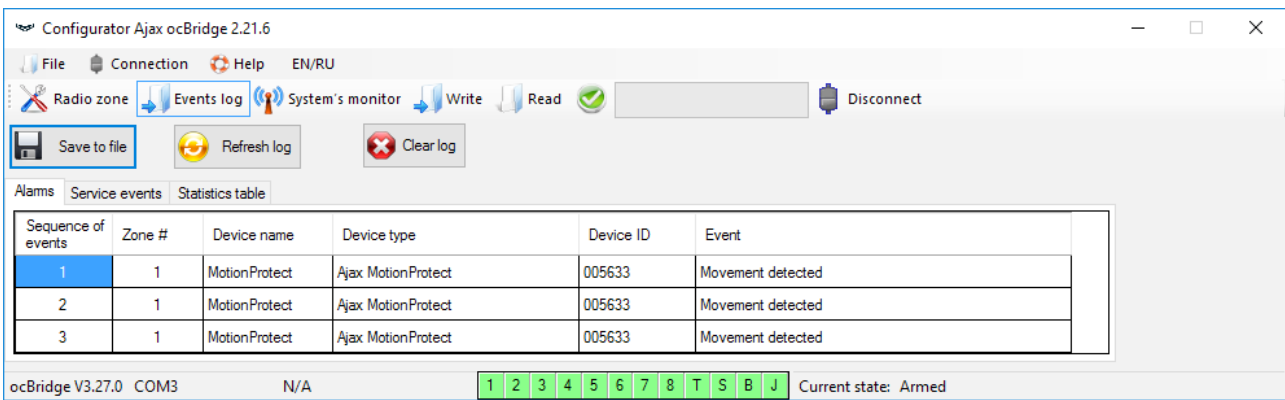 Configurator Ajax ocBridge 2.21.6
File Connection Help EN/RU
Radio zone Events log System's monitor Write Read Disconnect
Save to file Refresh log Clear log
Alarms Service events Statistics table
Sequence of events Zone # Device name Device type Device ID Event
1 1 MotionProtect Ajax MotionProtect 005633 Movement detected
2 1 MotionProtect Ajax MotionProtect 005633 Movement detected
3 1 MotionProtect Ajax MotionProtect 005633 Movement detected
ocBridge V3.27.0 COM3 N/A 1 2 3 4 5 6 7 8 T S B J Current state: Armed